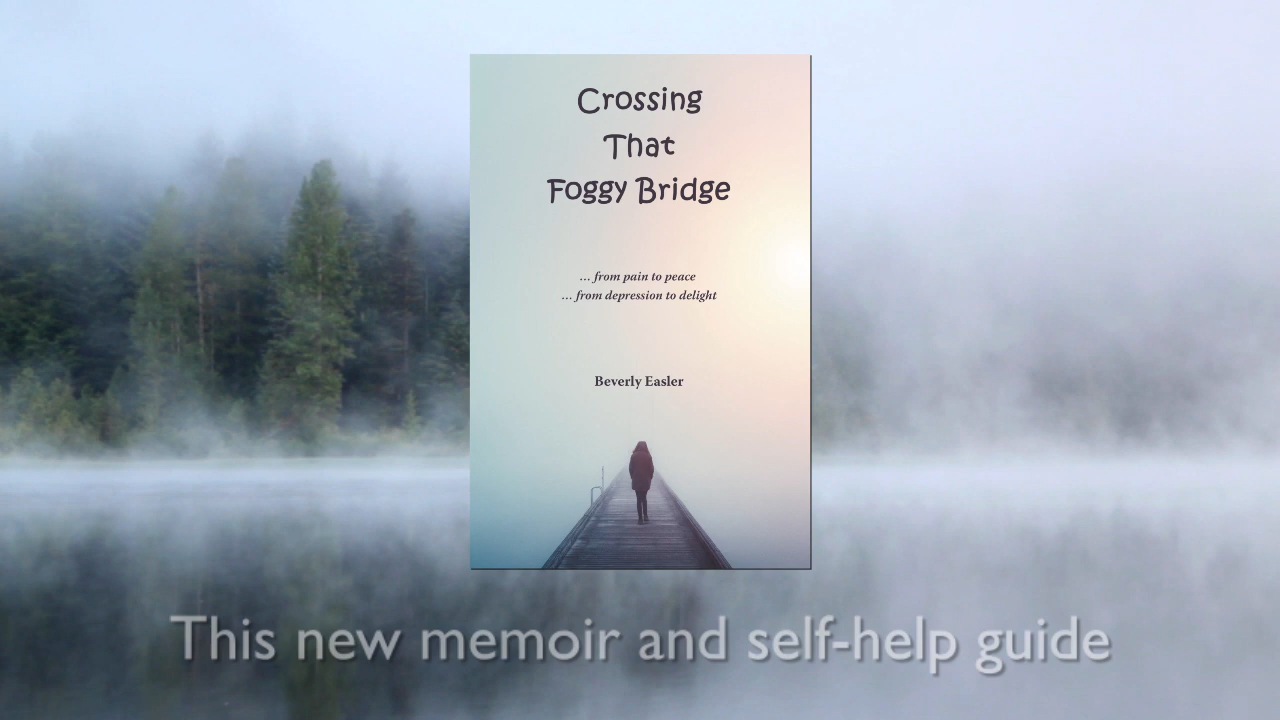 Crossing
That
Foggy Bridge
... from pain to peace
... from depression to delight
Beverly Easler
This new memoir and self-help guide